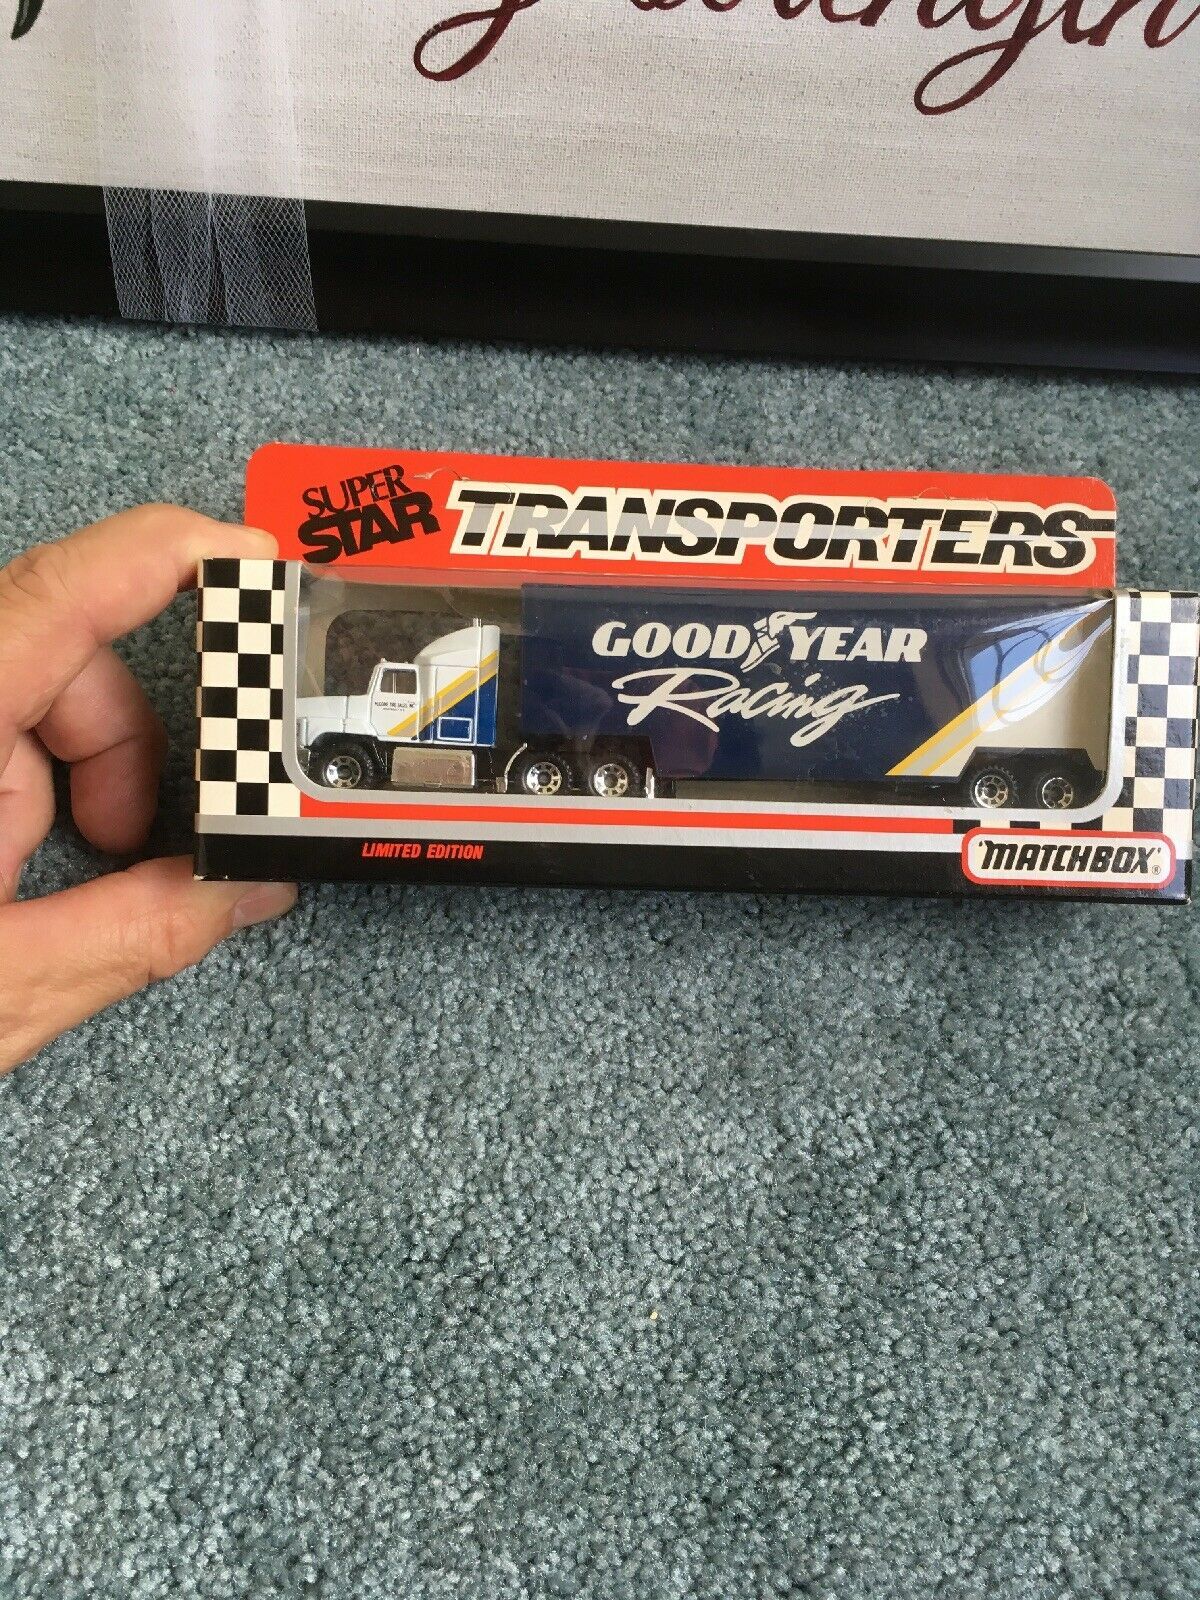 SUPER
STAR
TRANSPORTERS
GOODYEAR
Racing
LIMITED EDITION
"MATCHBOX"®